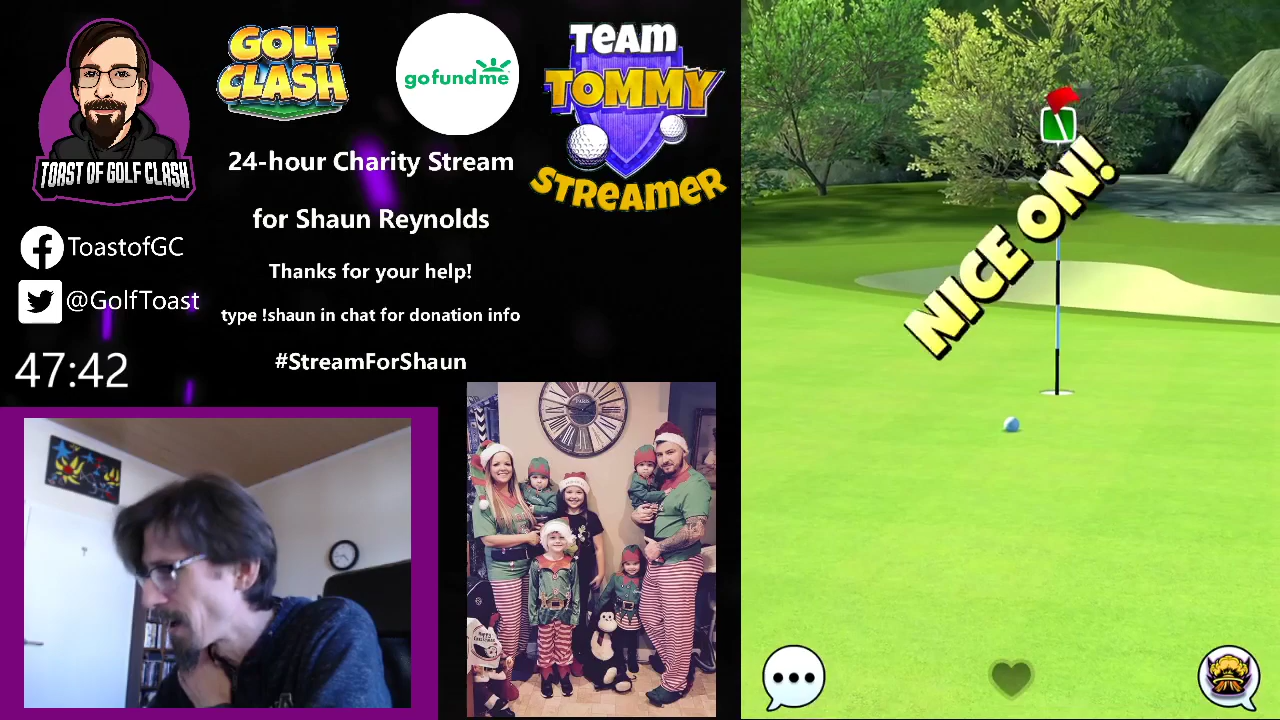 GOLF
CLASH
gofundme
TEAM
TOMMY
STREAMER
TOAST OF GOLF CLASH
24-hour Charity Stream
for Shaun Reynolds
Thanks for your help!
type !shaun in chat for donation info
#StreamForShaun
ToastofGC
@GolfToast
47:42
NICE ON!
PARIS